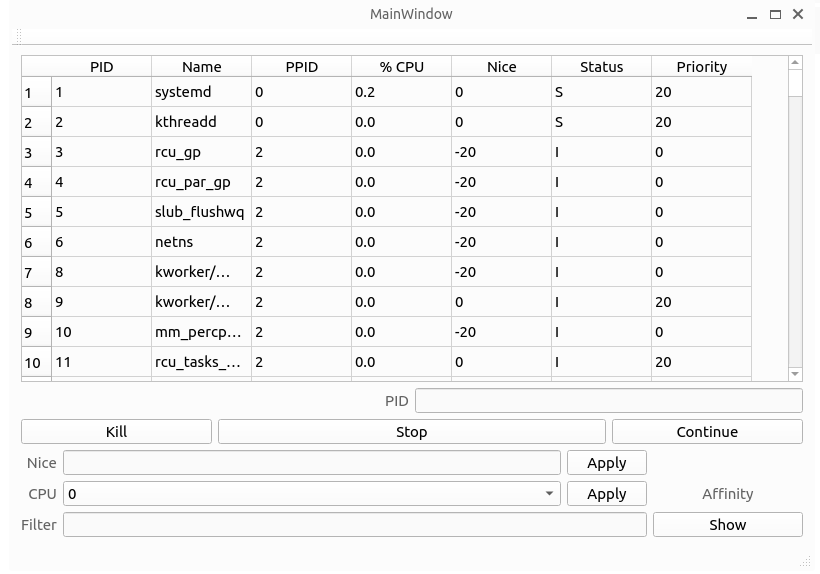 MainWindow
PID Name PPID % CPU Nice Status Priority
1 1 systemd 0 0.2 0 S 20
2 2 kthreadd 0 0.0 0 S 20
3 3 rcu_gp 2 0.0 -20 I 0
4 4 rcu_par_gp 2 0.0 -20 I 0
5 5 slub_flushwq 2 0.0 -20 I 0
6 6 netns 2 0.0 -20 I 0
7 8 kworker/... 2 0.0 -20 I 0
8 9 kworker/... 2 0.0 0 I 20
9 10 mm_percp... 2 0.0 -20 I 0
10 11 rcu_tasks_... 2 0.0 0 I 20
PID
Kill Stop Continue
Nice Apply
CPU 0 Apply Affinity
Filter Show